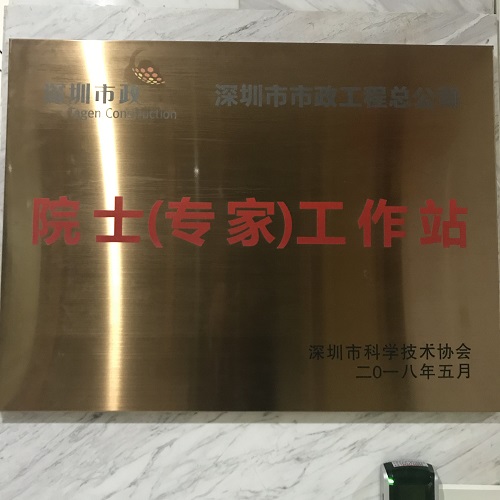 深圳市政
Tagen Construction
深圳市市政工程总公司
院士(专家)工作站
深圳市科学技术协会
二〇一八年五月